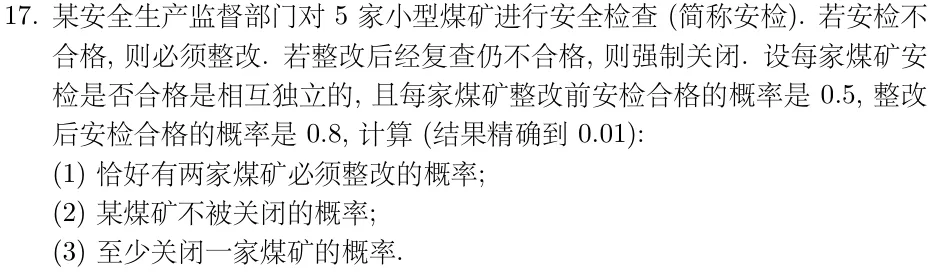 17. 某安全生产监督部门对 5 家小型煤矿进行安全检查 (简称安检). 若安检不
合格, 则必须整改. 若整改后经复查仍不合格, 则强制关闭. 设每家煤矿安
检是否合格是相互独立的, 且每家煤矿整改前安检合格的概率是 0.5, 整改
后安检合格的概率是 0.8, 计算 (结果精确到 0.01):
(1) 恰好有两家煤矿必须整改的概率;
(2) 某煤矿不被关闭的概率;
(3) 至少关闭一家煤矿的概率.